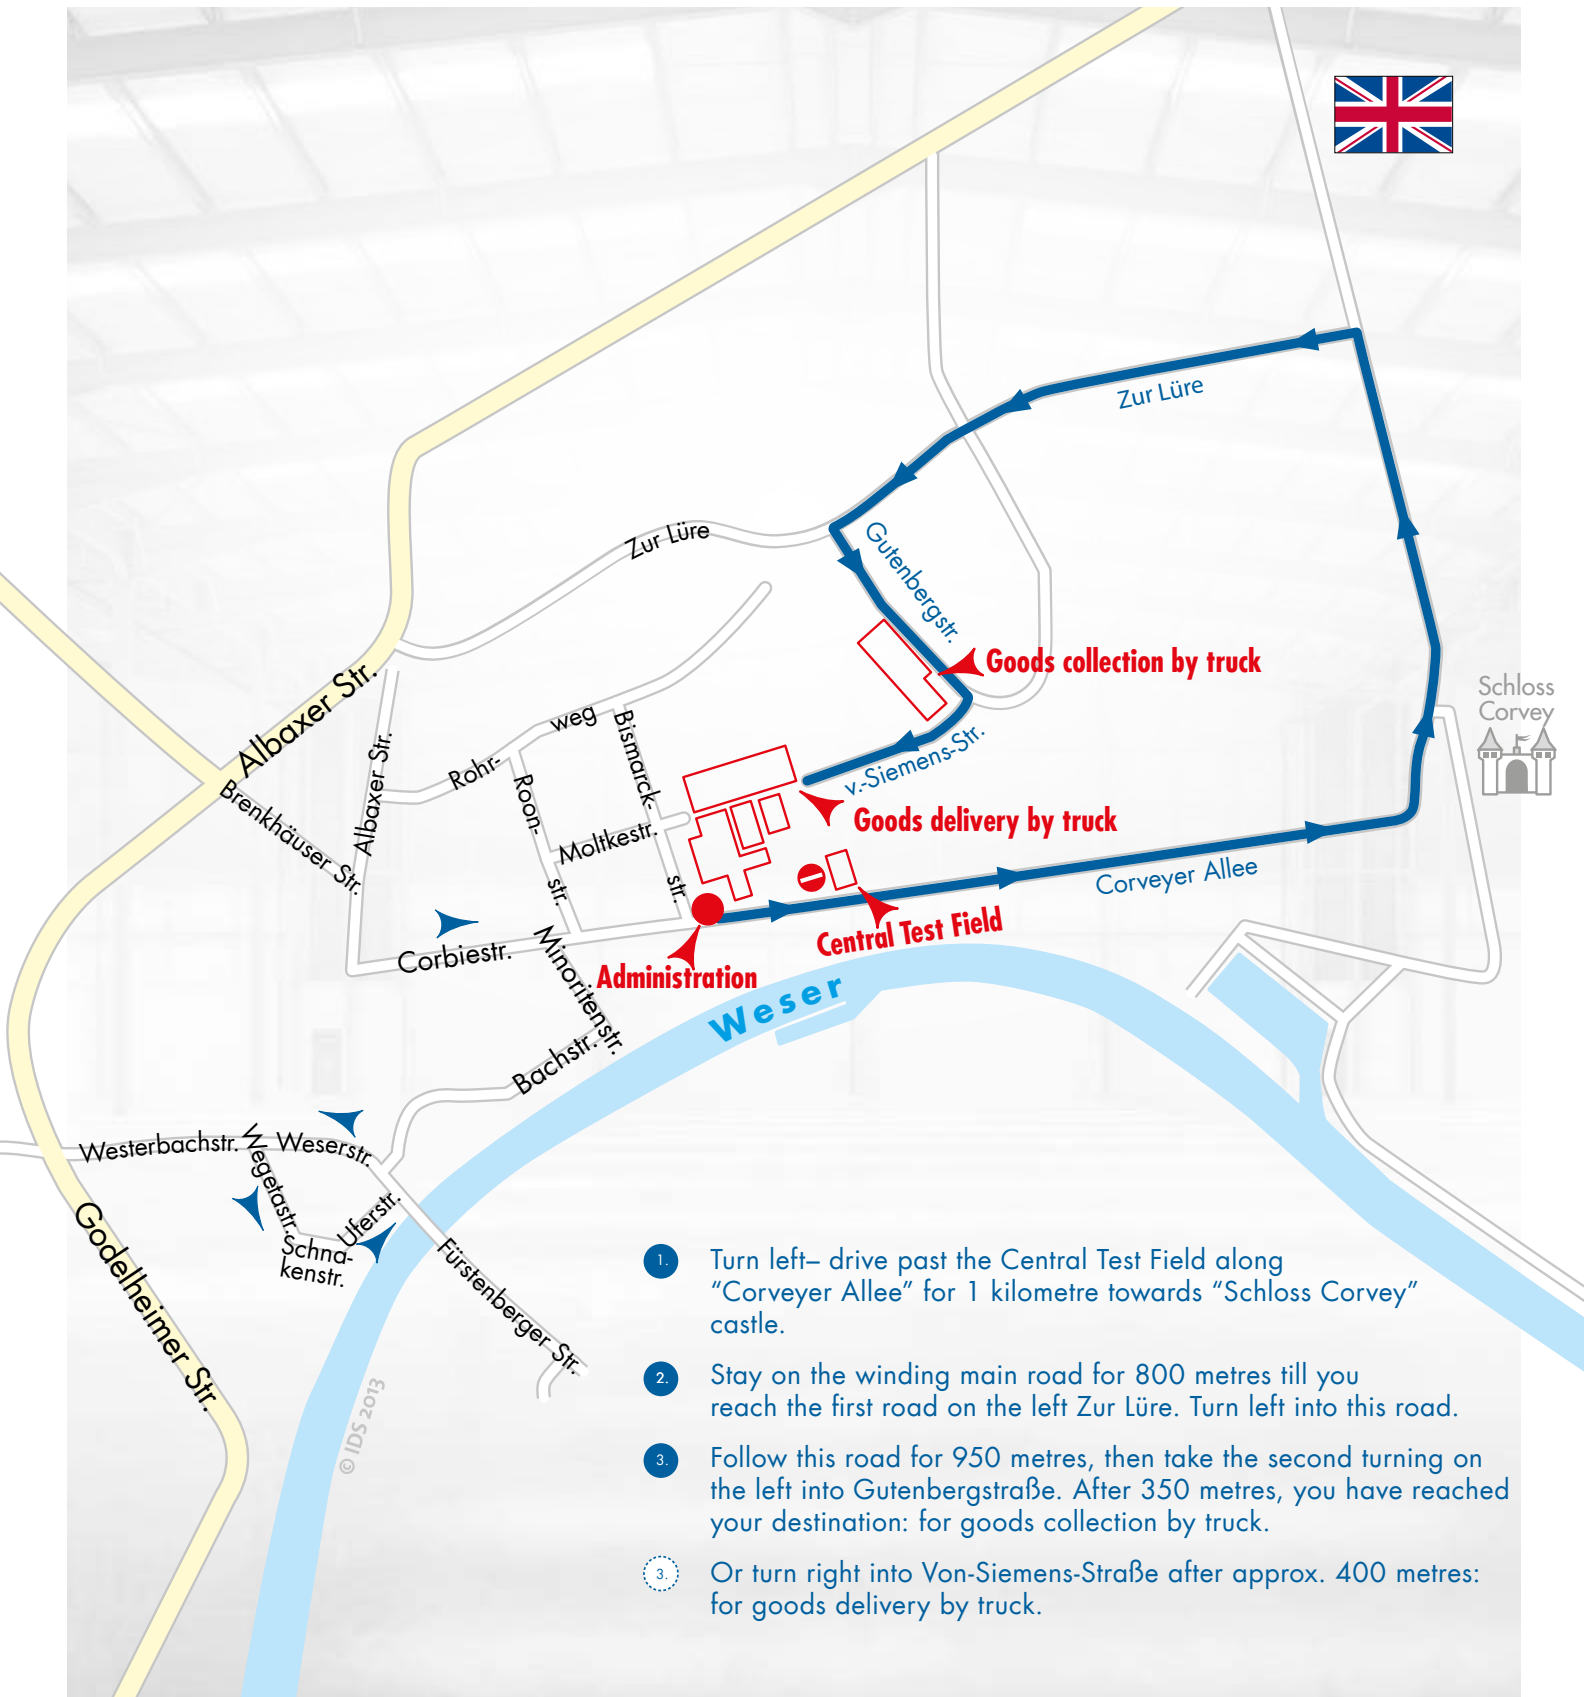 Zur Lüre
Zur Lüre
Gutenbergstr.
Goods collection by truck
Schloss
Corvey
Albaxer Str.
weg
Bismarck-
str.
v.-Siemens-Str.
Albaxer Str.
Rohr-
Roon-
str.
Brenkhäuser Str.
Moltkestr.
Goods delivery by truck
Corveyer Allee
Central Test Field
Corbiestr.
Minoritenstr.
Administration
Weser
Bachstr.
Westerbachstr.
Wegetastr.
Weserstr.
Uferstr.
Schna-
kenstr.
Godelheimer Str.
Fürstenberger Str.
© IDS 2013
1. Turn left– drive past the Central Test Field along
“Corveyer Allee” for 1 kilometre towards “Schloss Corvey”
castle.
2. Stay on the winding main road for 800 metres till you
reach the first road on the left Zur Lüre. Turn left into this road.
3. Follow this road for 950 metres, then take the second turning on
the left into Gutenbergstraße. After 350 metres, you have reached
your destination: for goods collection by truck.
3. Or turn right into Von-Siemens-Straße after approx. 400 metres:
for goods delivery by truck.